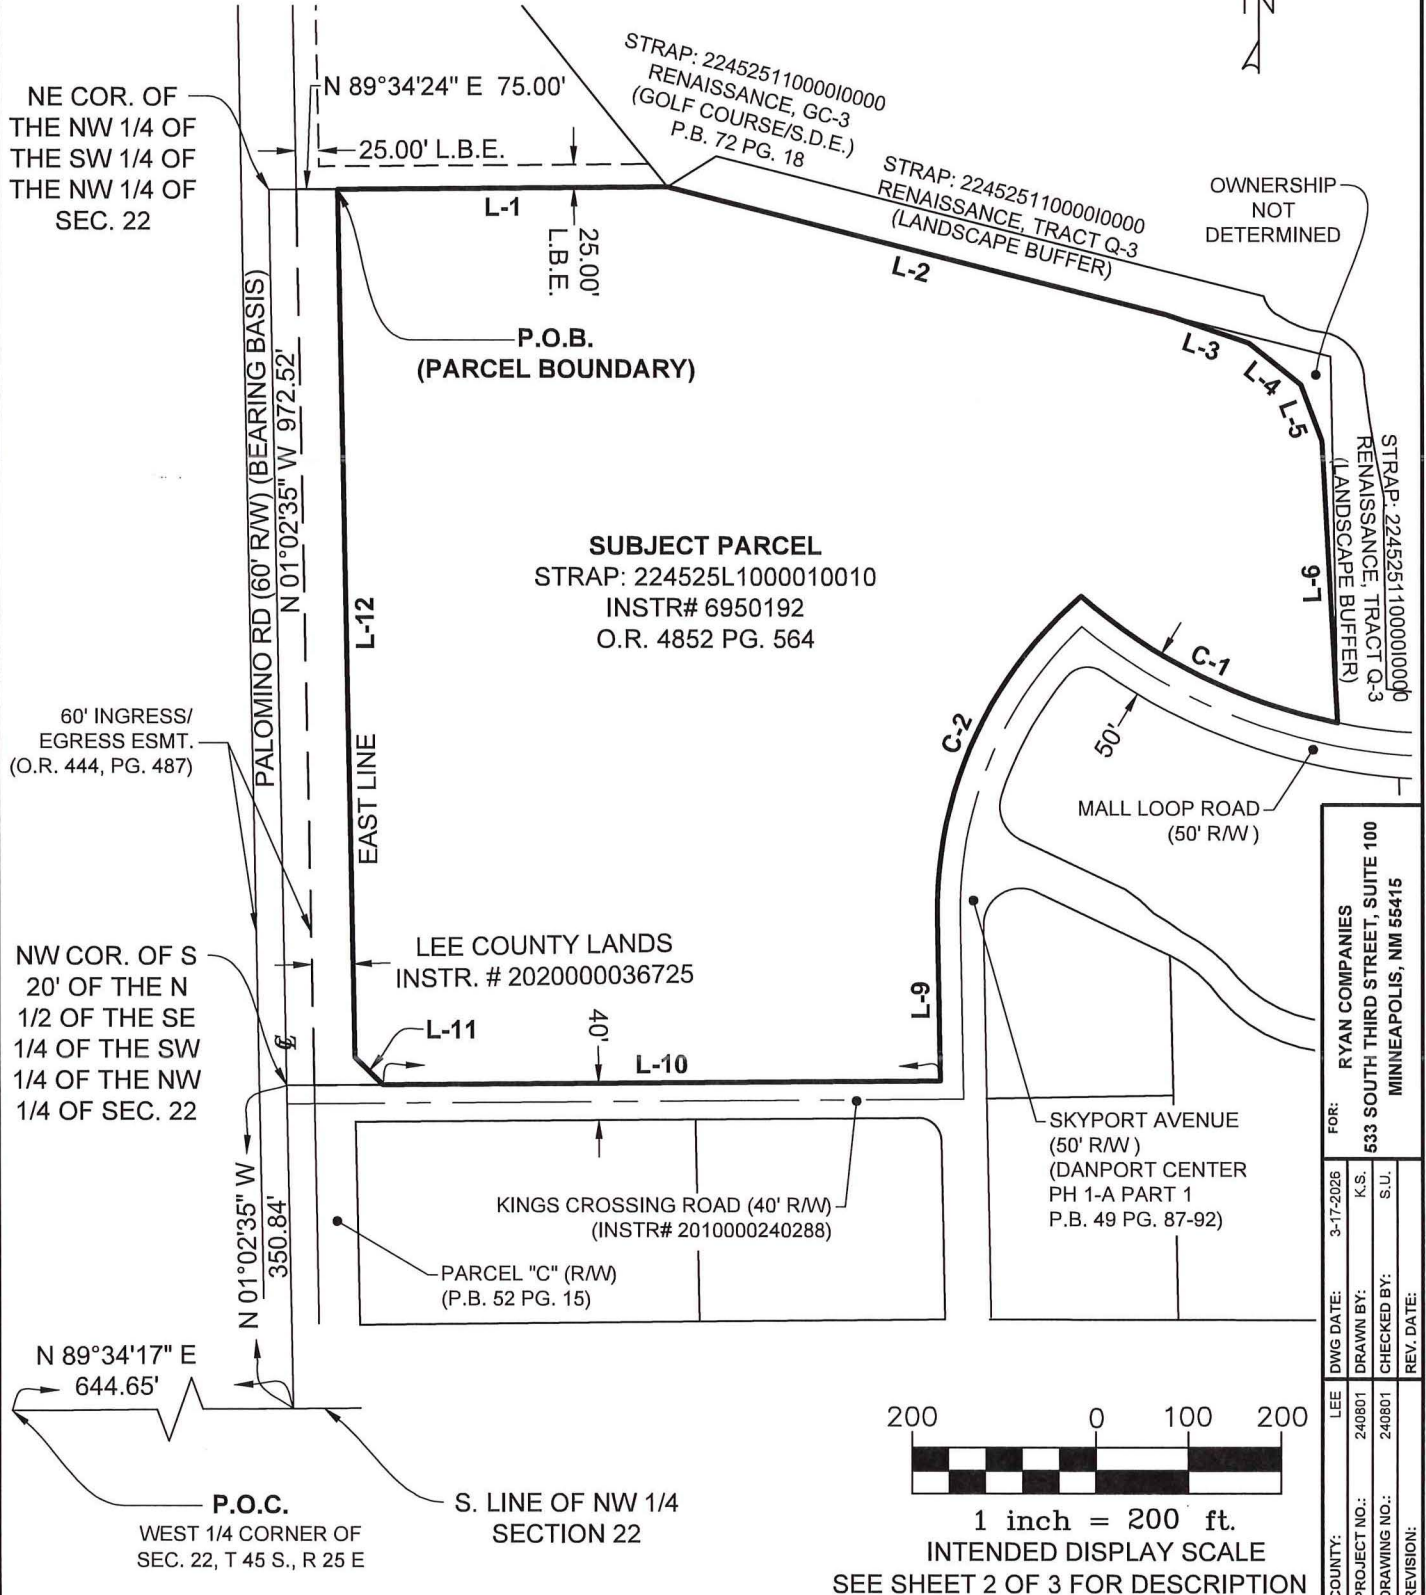 N
NE COR. OF
THE NW 1/4 OF
THE SW 1/4 OF
THE NW 1/4 OF
SEC. 22
N 89°34'24" E 75.00'
25.00' L.B.E.
L-1
25.00'
L.B.E.
STRAP: 22452511000010000
RENAISSANCE, GC-3
(GOLF COURSE/S.D.E.)
P.B. 72 PG. 18
STRAP: 22452511000010000
RENAISSANCE, TRACT Q-3
(LANDSCAPE BUFFER)
OWNERSHIP
NOT
DETERMINED
L-2
L-3
L-4
L-5
P.O.B.
(PARCEL BOUNDARY)
PALOMINO RD (60' R/W) (BEARING BASIS)
N 01°02'35" W 972.52'
SUBJECT PARCEL
STRAP: 224525L1000010010
INSTR# 6950192
O.R. 4852 PG. 564
L-6
STRAP: 22452511000010000
RENAISSANCE, TRACT Q-3
(LANDSCAPE BUFFER)
L-12
EAST LINE
C-1
C-2
50'
MALL LOOP ROAD
(50' R/W )
60' INGRESS/
EGRESS ESMT.
(O.R. 444, PG. 487)
LEE COUNTY LANDS
INSTR. # 2020000036725
L-9
NW COR. OF S
20' OF THE N
1/2 OF THE SE
1/4 OF THE SW
1/4 OF THE NW
1/4 OF SEC. 22
L-11
40'
L-10
SKYPORT AVENUE
(50' R/W )
(DANPORT CENTER
PH 1-A PART 1
P.B. 49 PG. 87-92)
KINGS CROSSING ROAD (40' R/W)
(INSTR# 2010000240288)
PARCEL "C" (R/W)
(P.B. 52 PG. 15)
N 01°02'35" W
350.84'
N 89°34'17" E
644.65'
P.O.C.
WEST 1/4 CORNER OF
SEC. 22, T 45 S., R 25 E
S. LINE OF NW 1/4
SECTION 22
200 0 100 200
1 inch = 200 ft.
INTENDED DISPLAY SCALE
SEE SHEET 2 OF 3 FOR DESCRIPTION
FOR:
RYAN COMPANIES
533 SOUTH THIRD STREET, SUITE 100
MINNEAPOLIS, NM 55415
DWG DATE: 3-17-2026
DRAWN BY: K.S.
CHECKED BY: S.U.
REV. DATE:
COUNTY: LEE
PROJECT NO.: 240801
DRAWING NO.: 240801
REVISION: